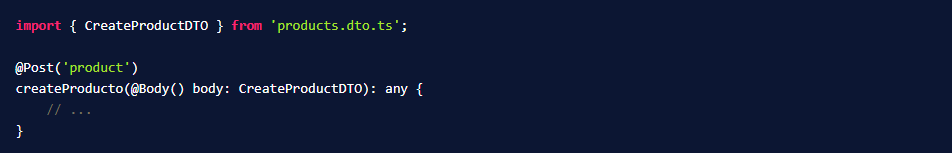 import { CreateProductDTO } from 'products.dto.ts';
@Post('product')
createProducto(@Body() body: CreateProductDTO): any {
// ...
}